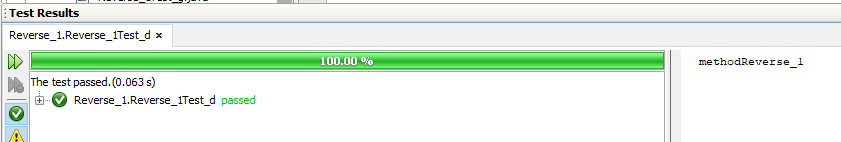 Test Results
Reverse_1.Reverse_1Test_d
100.00 %
methodReverse_1
The test passed.(0.063 s)
Reverse_1.Reverse_1Test_d passed